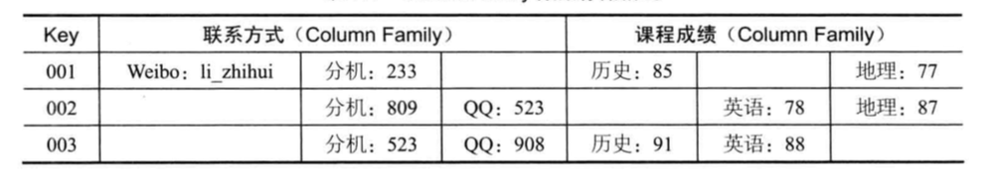 Key 联系方式（Column Family） 课程成绩（Column Family）
001 Weibo：li_zhihui 分机：233 历史：85 地理：77
002 分机：809 QQ：523 英语：78 地理：87
003 分机：523 QQ：908 历史：91 英语：88